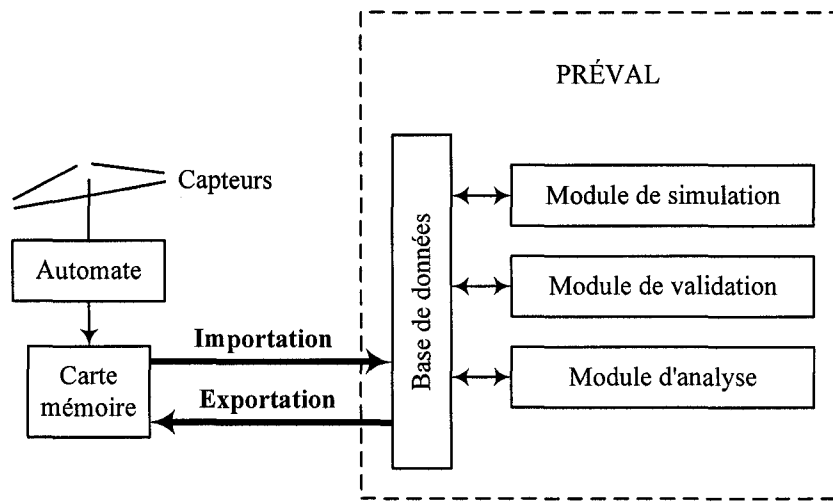 PRÉVAL
Capteurs
Automate
Carte
mémoire
Importation
Exportation
Base de données
Module de simulation
Module de validation
Module d'analyse